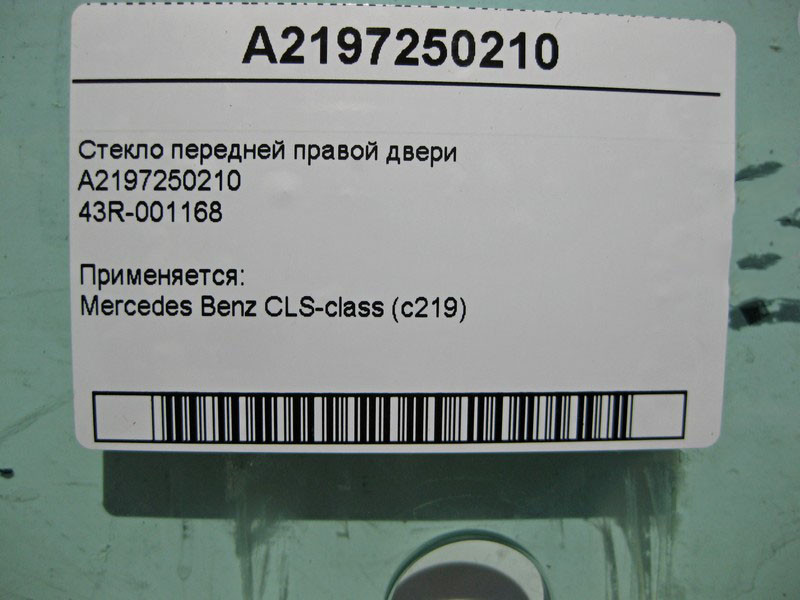 A2197250210
Стекло передней правой двери
A2197250210
43R-001168
Применяется:
Mercedes Benz CLS-class (c219)